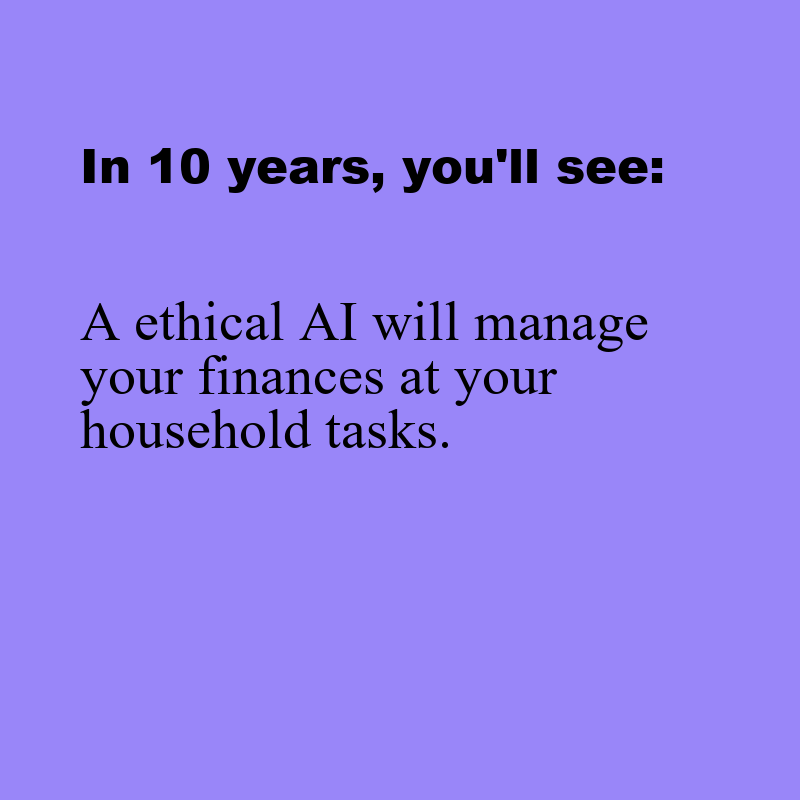 In 10 years, you'll see:
A ethical AI will manage
your finances at your
household tasks.